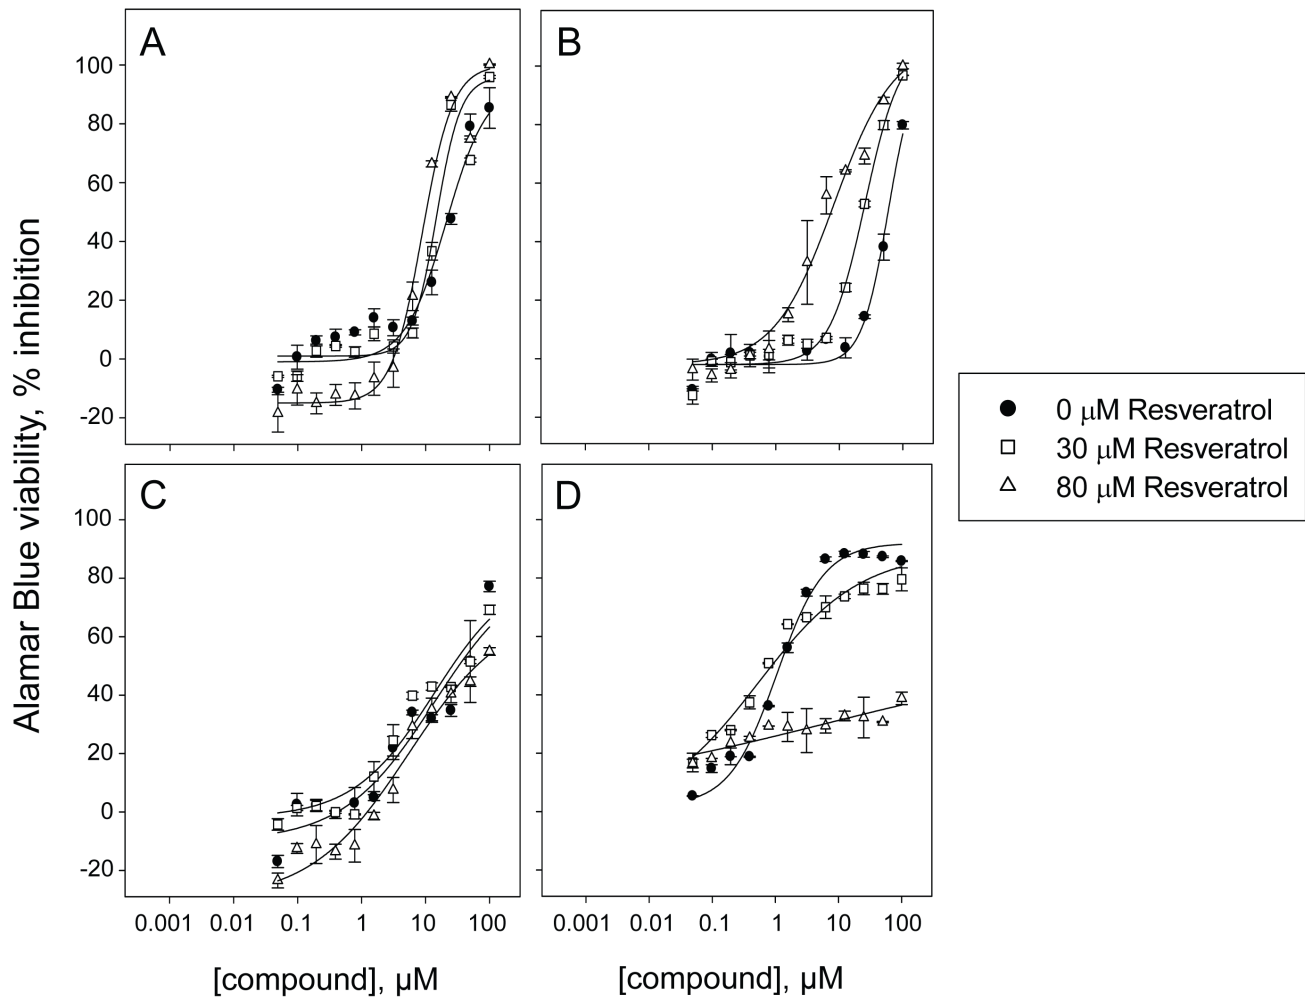 A
B
100
80
60
40
20
0
-20
Alamar Blue viability, % inhibition
0 μM Resveratrol
30 μM Resveratrol
80 μM Resveratrol
C
D
100
80
60
40
20
0
-20
0.001 0.01 0.1 1 10 100
0.001 0.01 0.1 1 10 100
[compound], μM
[compound], μM